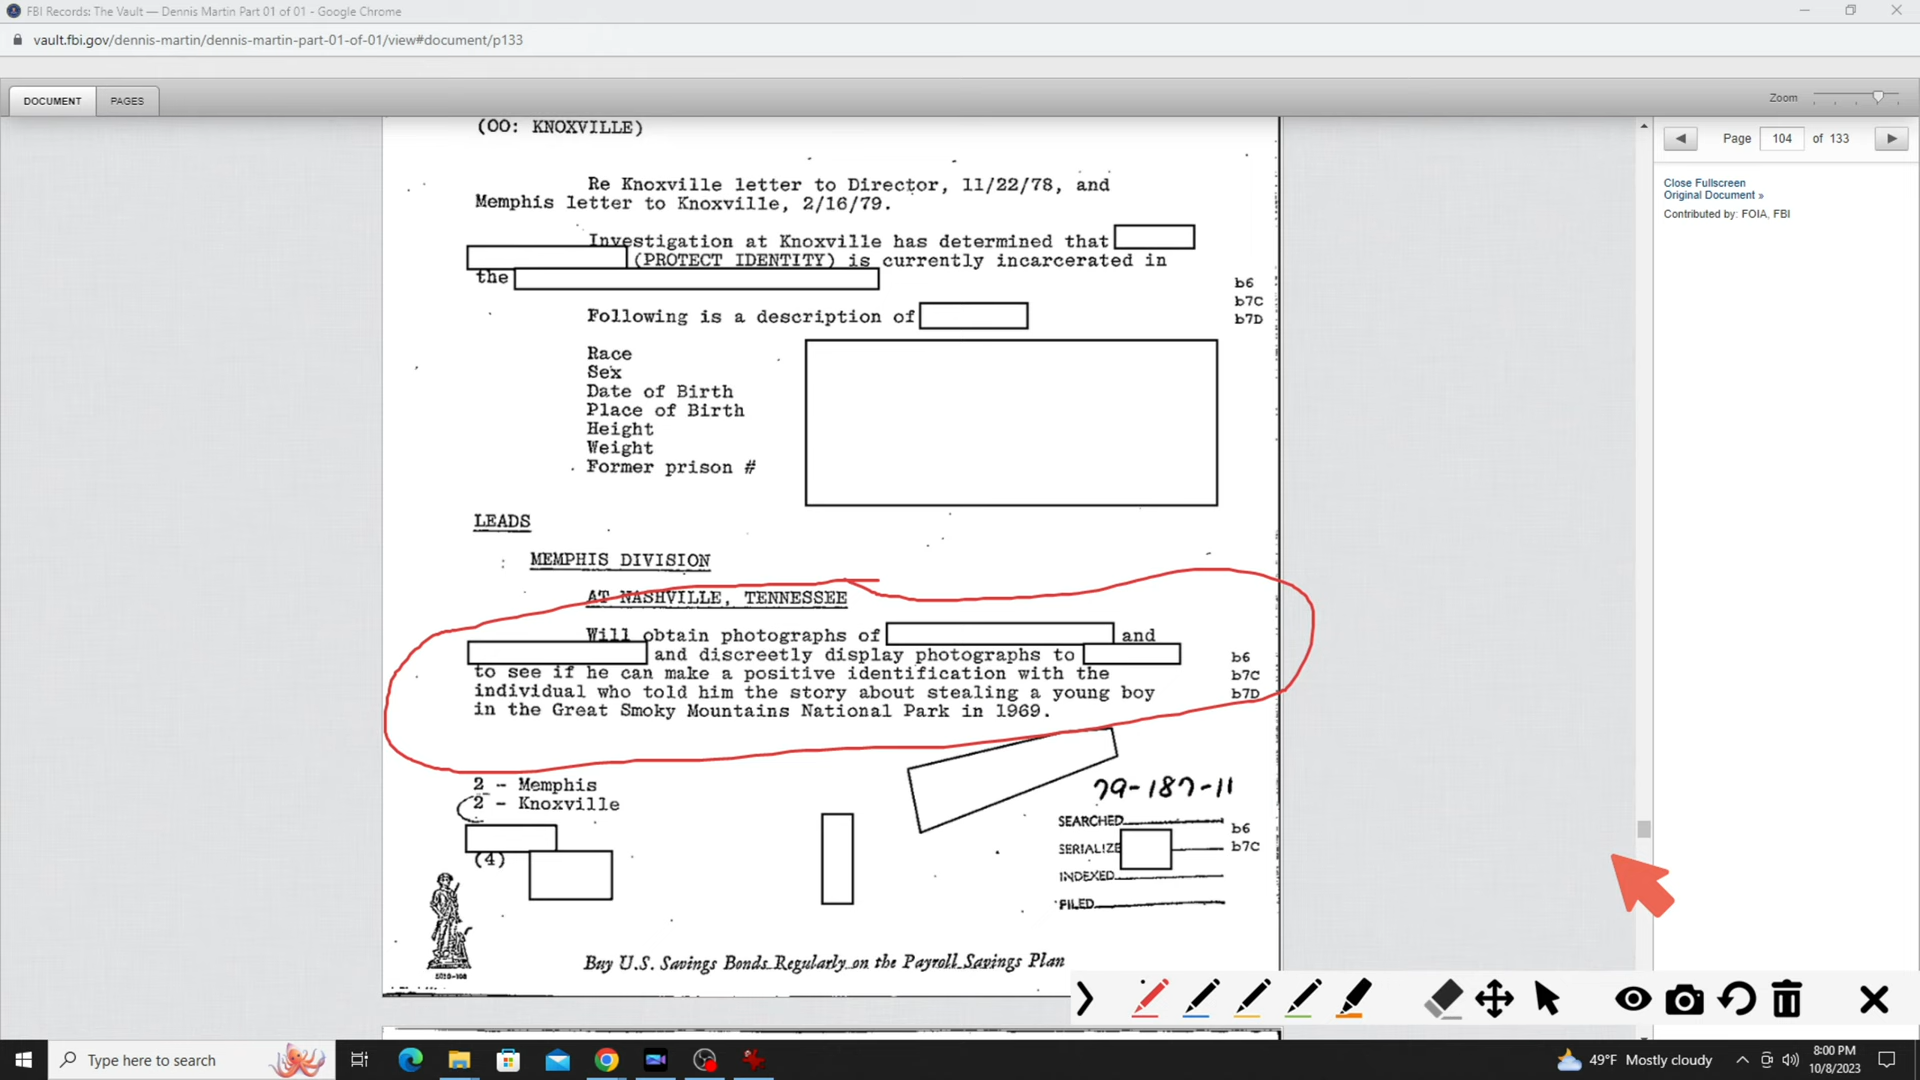 FBI Records: The Vault — Dennis Martin Part 01 of 01 - Google Chrome
vault.fbi.gov/dennis-martin/dennis-martin-part-01-of-01/view#document/p133
DOCUMENT PAGES
Zoom
Page 104 of 133
Close Fullscreen
Original Document »
Contributed by: FOIA, FBI
(OO: KNOXVILLE)
Re Knoxville letter to Director, 11/22/78, and
Memphis letter to Knoxville, 2/16/79.
Investigation at Knoxville has determined that
(PROTECT IDENTITY) is currently incarcerated in
the
b6
b7C
b7D
Following is a description of
Race
Sex
Date of Birth
Place of Birth
Height
Weight
Former prison #
LEADS
MEMPHIS DIVISION
AT NASHVILLE, TENNESSEE
Will obtain photographs of and
and discreetly display photographs to
to see if he can make a positive identification with the
individual who told him the story about stealing a young boy
in the Great Smoky Mountains National Park in 1969.
b6
b7C
b7D
2 - Memphis
2 - Knoxville
(4)
79-187-11
SEARCHED
SERIALIZE
INDEXED
FILED
b6
b7C
5010-108
Buy U.S. Savings Bonds Regularly on the Payroll Savings Plan
Type here to search
49°F Mostly cloudy
8:00 PM
10/8/2023